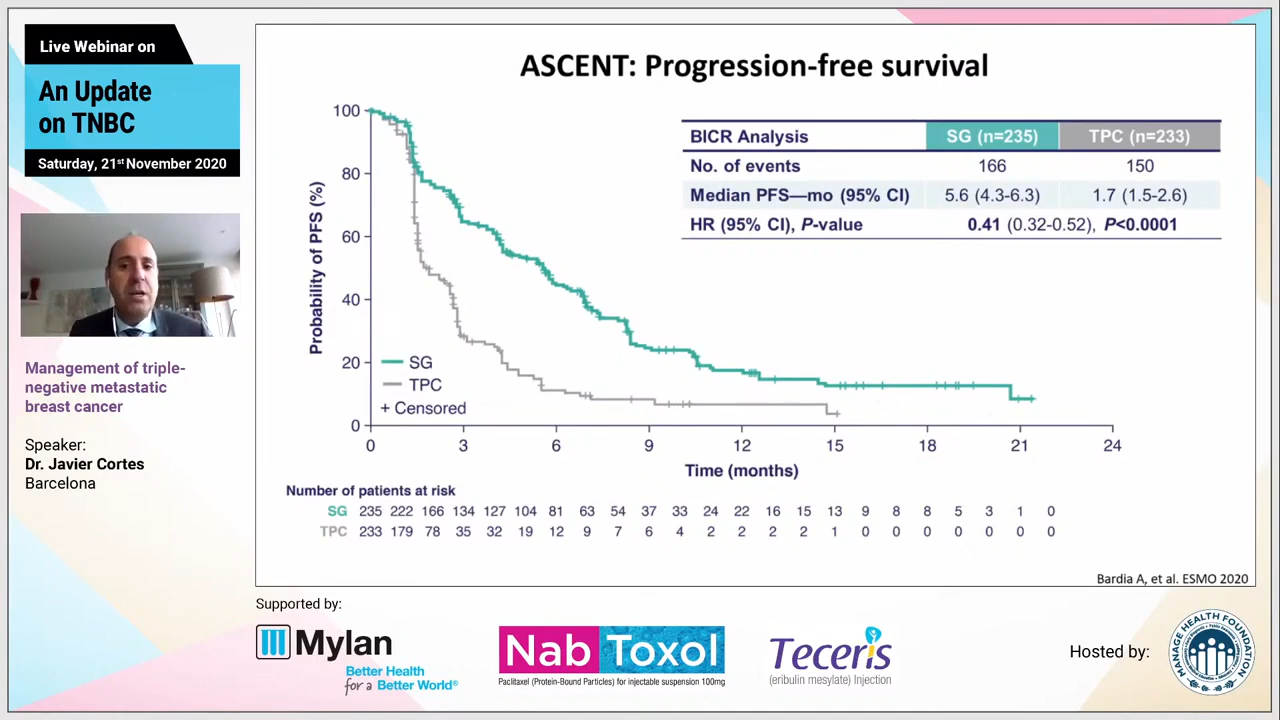 Live Webinar on
An Update
on TNBC
Saturday, 21st November 2020
Management of triple-
negative metastatic
breast cancer
Speaker:
Dr. Javier Cortes
Barcelona
ASCENT: Progression-free survival
BICR Analysis SG (n=235) TPC (n=233)
No. of events 166 150
Median PFS—mo (95% CI) 5.6 (4.3-6.3) 1.7 (1.5-2.6)
HR (95% CI), P-value 0.41 (0.32-0.52), P<0.0001
Probability of PFS (%)
100
80
60
40
20
0
SG
TPC
+ Censored
0 3 6 9 12 15 18 21 24
Time (months)
Number of patients at risk
SG 235 222 166 134 127 104 81 63 54 37 33 24 22 16 15 13 9 8 8 5 3 1 0
TPC 233 179 78 35 32 19 12 9 7 6 4 2 2 2 2 1 0 0 0 0 0 0 0
Bardia A, et al. ESMO 2020
Supported by:
Mylan
Better Health
for a Better World®
Nab Toxol
Paclitaxel (Protein-Bound Particles) for injectable suspension 100mg
Teceris
(eribulin mesylate) Injection
Hosted by:
MANAGE HEALTH FOUNDATION